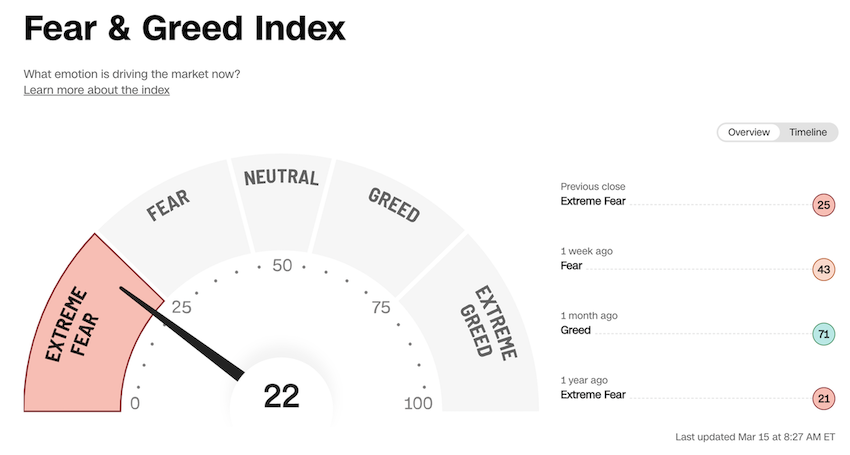 Fear & Greed Index
What emotion is driving the market now?
Learn more about the index
Overview
Timeline
EXTREME
FEAR
FEAR
NEUTRAL
GREED
EXTREME
GREED
0
25
50
75
100
22
Previous close
Extreme Fear
25
1 week ago
Fear
43
1 month ago
Greed
71
1 year ago
Extreme Fear
21
Last updated Mar 15 at 8:27 AM ET